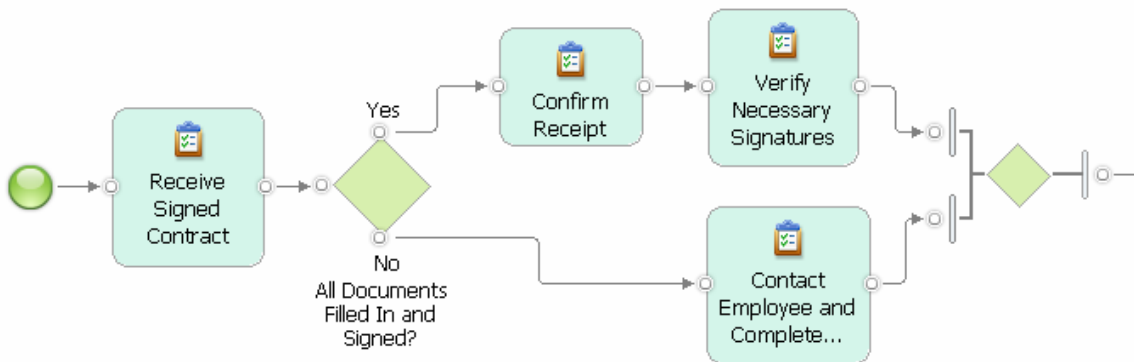 Receive
Signed
Contract
Yes
No
All Documents
Filled In and
Signed?
Confirm
Receipt
Verify
Necessary
Signatures
Contact
Employee and
Complete...